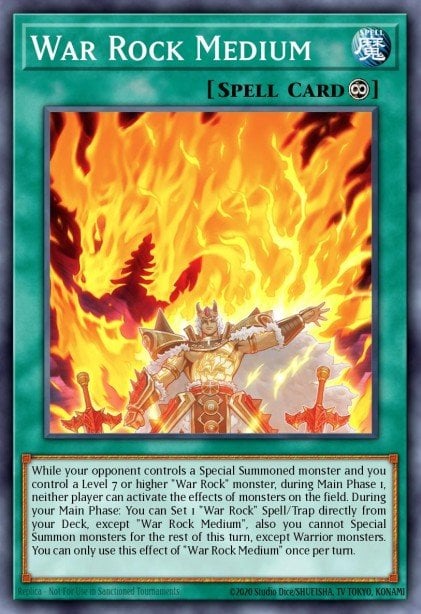 War Rock Medium
SPELL
魔
[Spell Card]
While your opponent controls a Special Summoned monster and you
control a Level 7 or higher "War Rock" monster, during Main Phase 1,
neither player can activate the effects of monsters on the field. During
your Main Phase: You can Set 1 "War Rock" Spell/Trap directly from
your Deck, except "War Rock Medium", also you cannot Special
Summon monsters for the rest of this turn, except Warrior monsters.
You can only use this effect of "War Rock Medium" once per turn.
Replica - Not For Use in Sanctioned Tournaments
©2020 Studio Dice/SHUEISHA, TV TOKYO, KONAMI